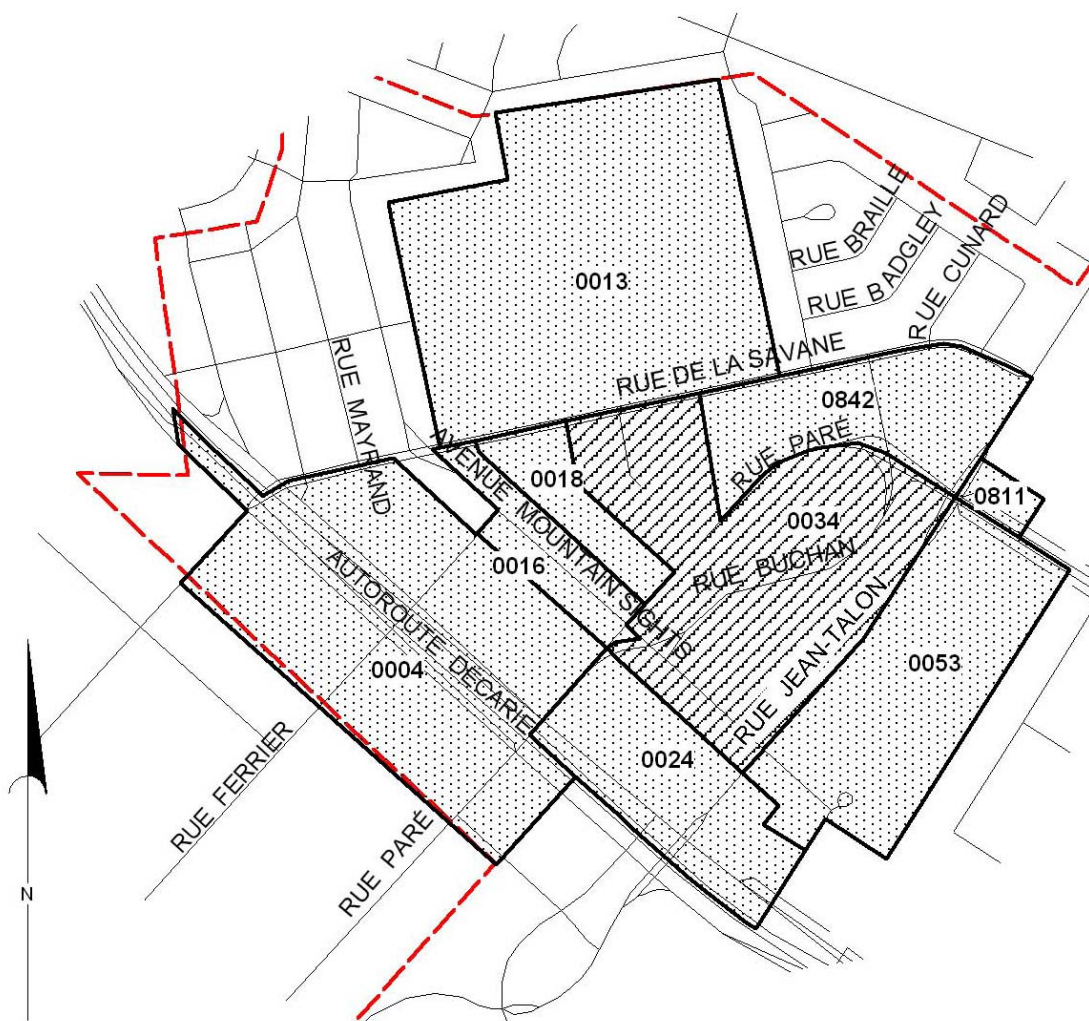 RUE BRAILLE
RUE BADGLEY
RUE CUNARD
0013
RUE DE LA SAVANE
RUE MAYRAND
0842
AVENUE MOUNTAIN SIGHTS
0018
RUE PARÉ
0811
0034
0016
RUE BUCHAN
AUTOROUTE DÉCARIE
0004
RUE JEAN-TALON
0053
0024
RUE FERRIER
RUE PARÉ
N